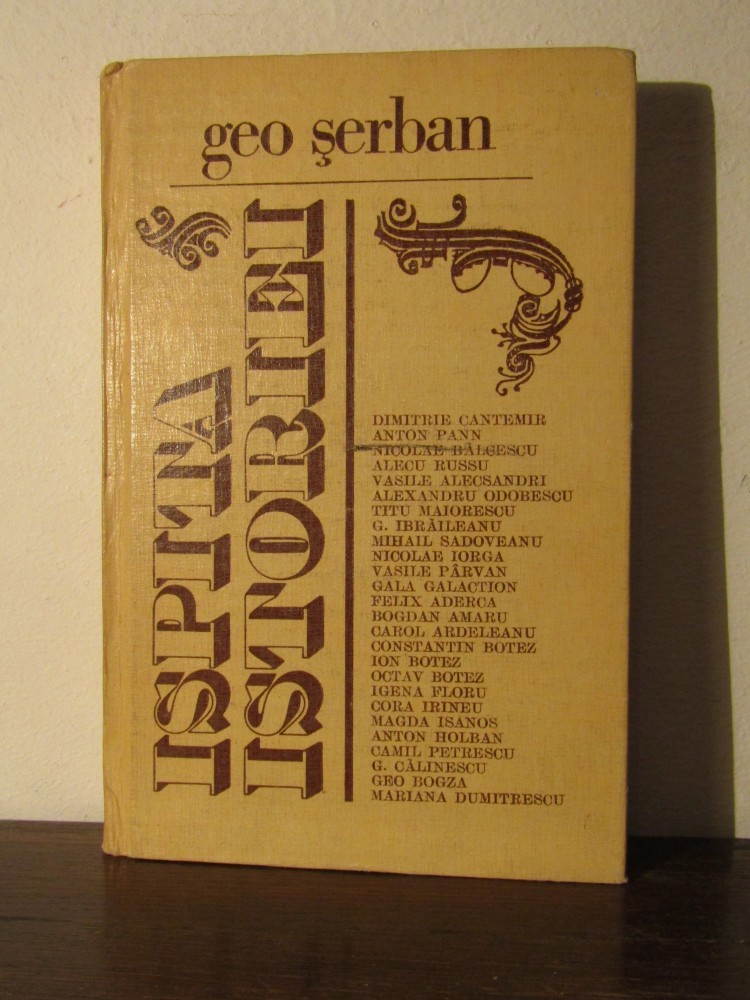 geo şerban
ISPITA
ISTORIEI
DIMITRIE CANTEMIR
ANTON PANN
NICOLAE BĂLCESCU
ALECU RUSSU
VASILE ALECSANDRI
ALEXANDRU ODOBESCU
TITU MAIORESCU
G. IBRĂILEANU
MIHAIL SADOVEANU
NICOLAE IORGA
VASILE PÂRVAN
GALA GALACTION
FELIX ADERCA
BOGDAN AMARU
CAROL ARDELEANU
CONSTANTIN BOTEZ
ION BOTEZ
OCTAV BOTEZ
IGENA FLORU
CORA IRINEU
MAGDA ISANOS
ANTON HOLBAN
CAMIL PETRESCU
G. CĂLINESCU
GEO BOGZA
MARIANA DUMITRESCU